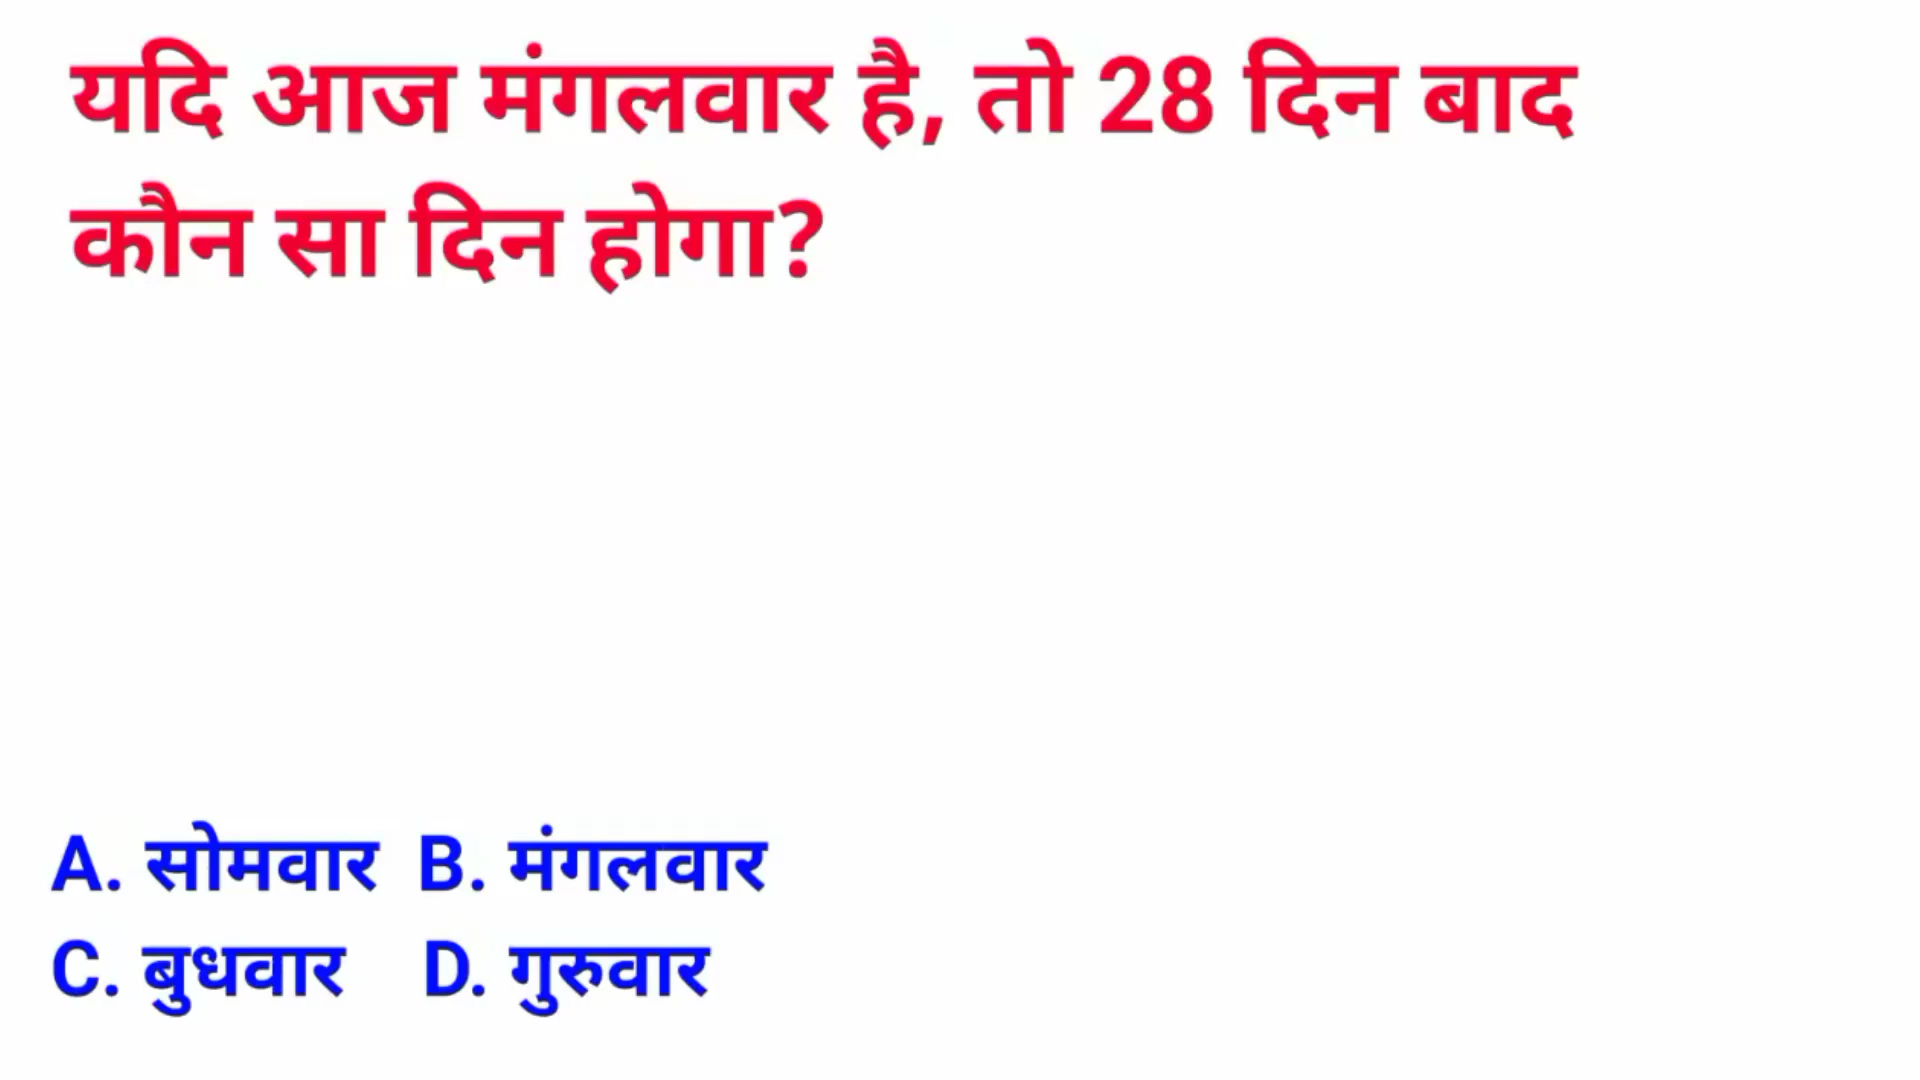 यदि आज मंगलवार है, तो 28 दिन बाद
कौन सा दिन होगा?
A. सोमवार B. मंगलवार
C. बुधवार D. गुरुवार